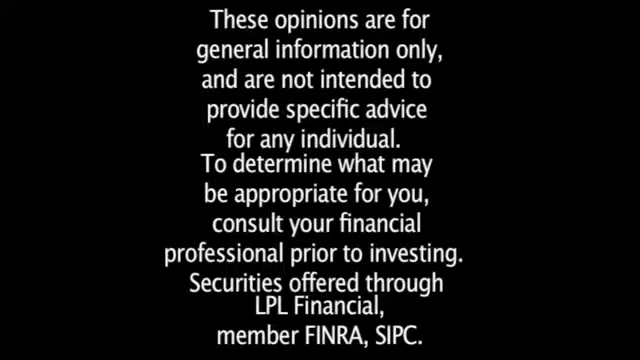 These opinions are for
general information only,
and are not intended to
provide specific advice
for any individual.
To determine what may
be appropriate for you,
consult your financial
professional prior to investing.
Securities offered through
LPL Financial,
member FINRA, SIPC.